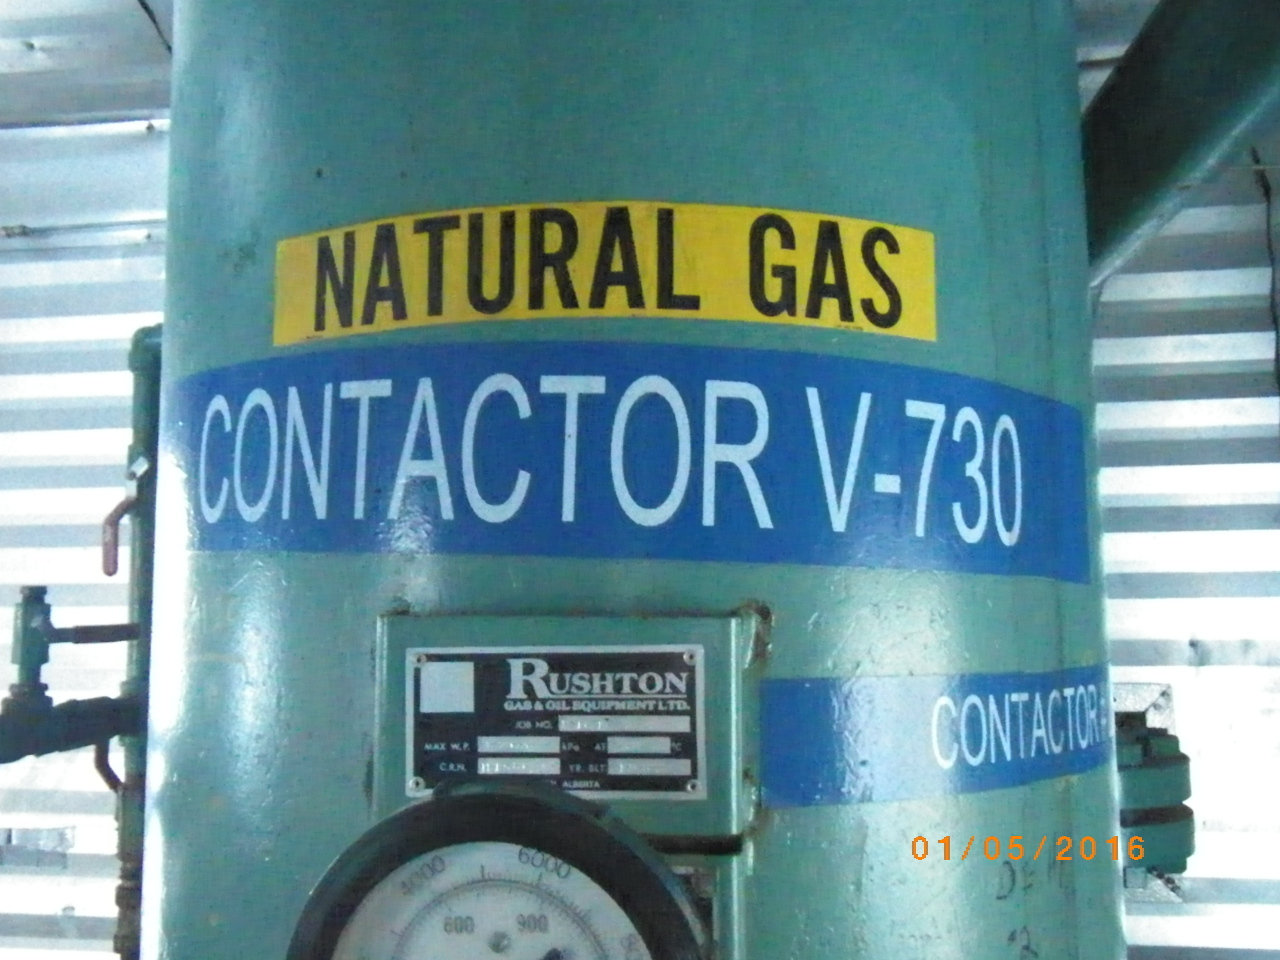 NATURAL GAS
CONTACTOR V-730
RUSHTON
GAS & OIL EQUIPMENT LTD.
JOB NO.
MAX W.P. kPa AT °C
C.R.N. YR. BLT.
ALBERTA
CONTACTOR
4000 6000
600 900
01/05/2016